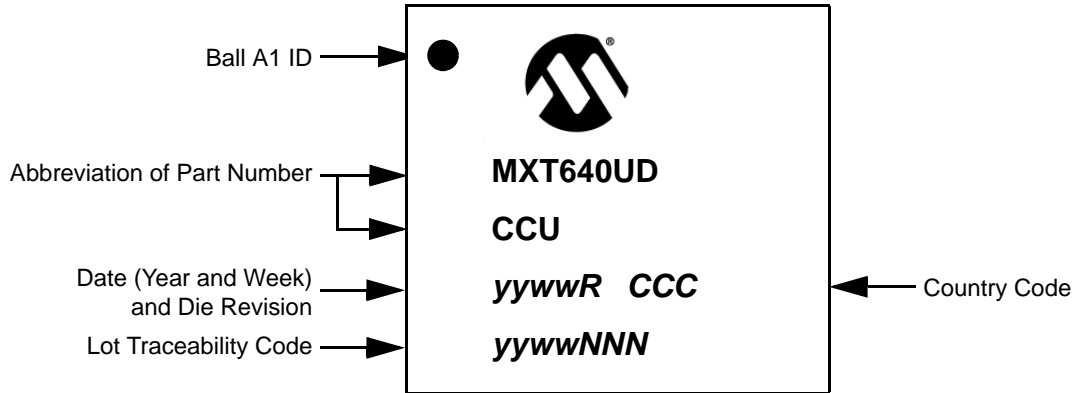 Ball A1 ID
®
Abbreviation of Part Number
MXT640UD
CCU
Date (Year and Week)
and Die Revision
yywwR CCC
Country Code
Lot Traceability Code
yywwNNN